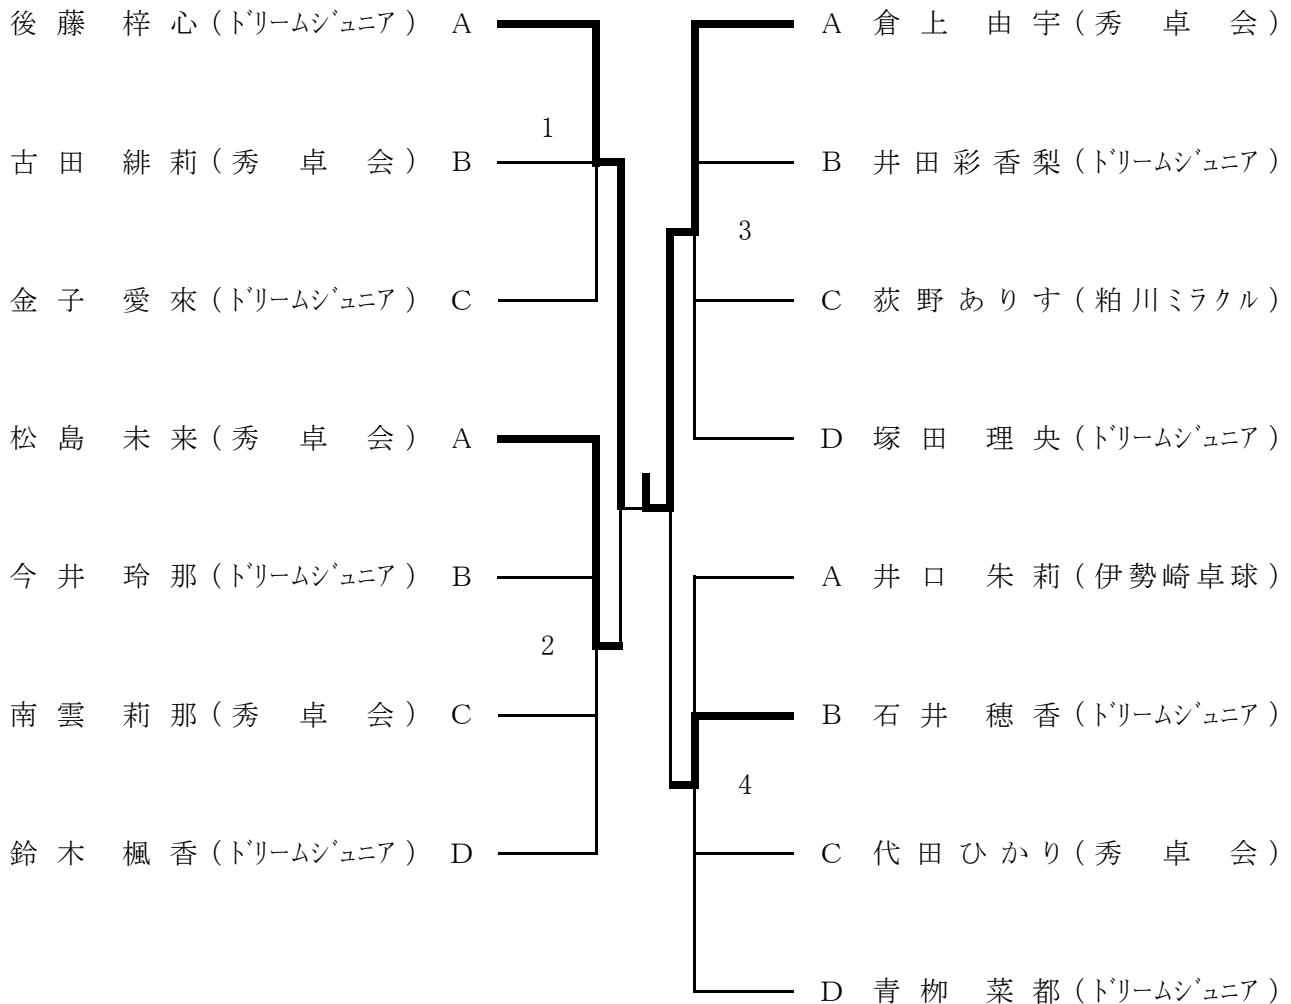 後藤 梓心(ドリームジュニア) A
1
古田 緋莉(秀卓会) B
金子 愛來(ドリームジュニア) C
松島 未来(秀卓会) A
今井 玲那(ドリームジュニア) B
2
南雲 莉那(秀卓会) C
鈴木 楓香(ドリームジュニア) D
A 倉上 由宇(秀卓会)
B 井田彩香梨(ドリームジュニア)
3
C 荻野ありす(粕川ミラクル)
D 塚田 理央(ドリームジュニア)
A 井口 朱莉(伊勢崎卓球)
B 石井 穂香(ドリームジュニア)
4
C 代田ひかり(秀卓会)
D 青栁 菜都(ドリームジュニア)